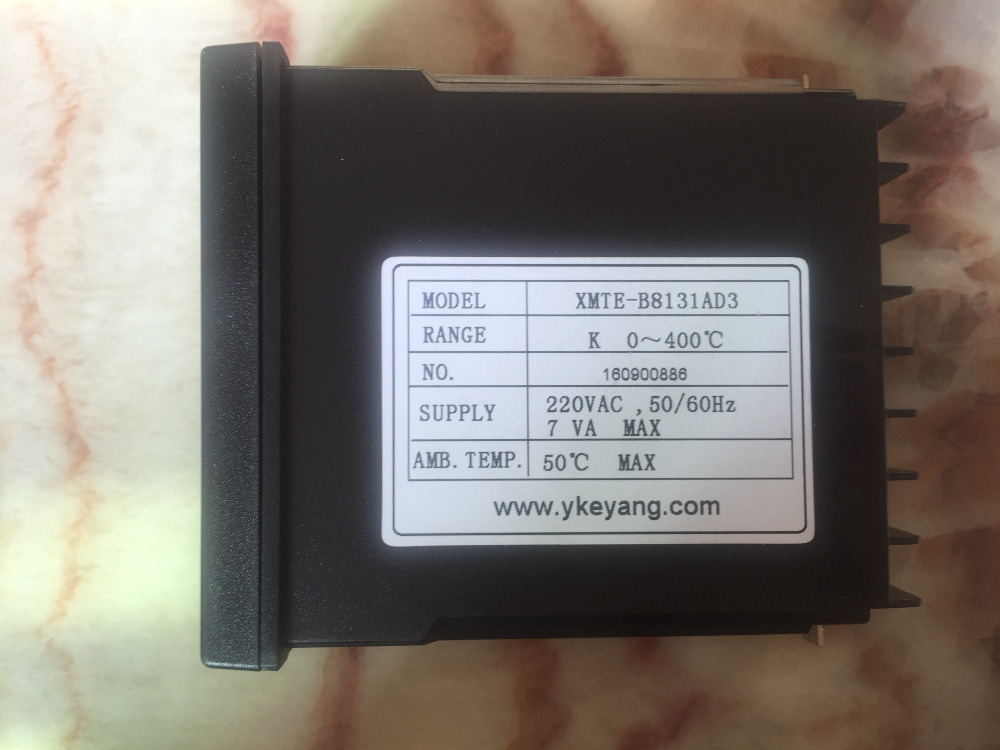 MODEL XMTE-B8131AD3
RANGE K 0～400℃
NO. 160900886
SUPPLY 220VAC ,50/60Hz
7 VA MAX
AMB. TEMP. 50℃ MAX
www.ykeyang.com